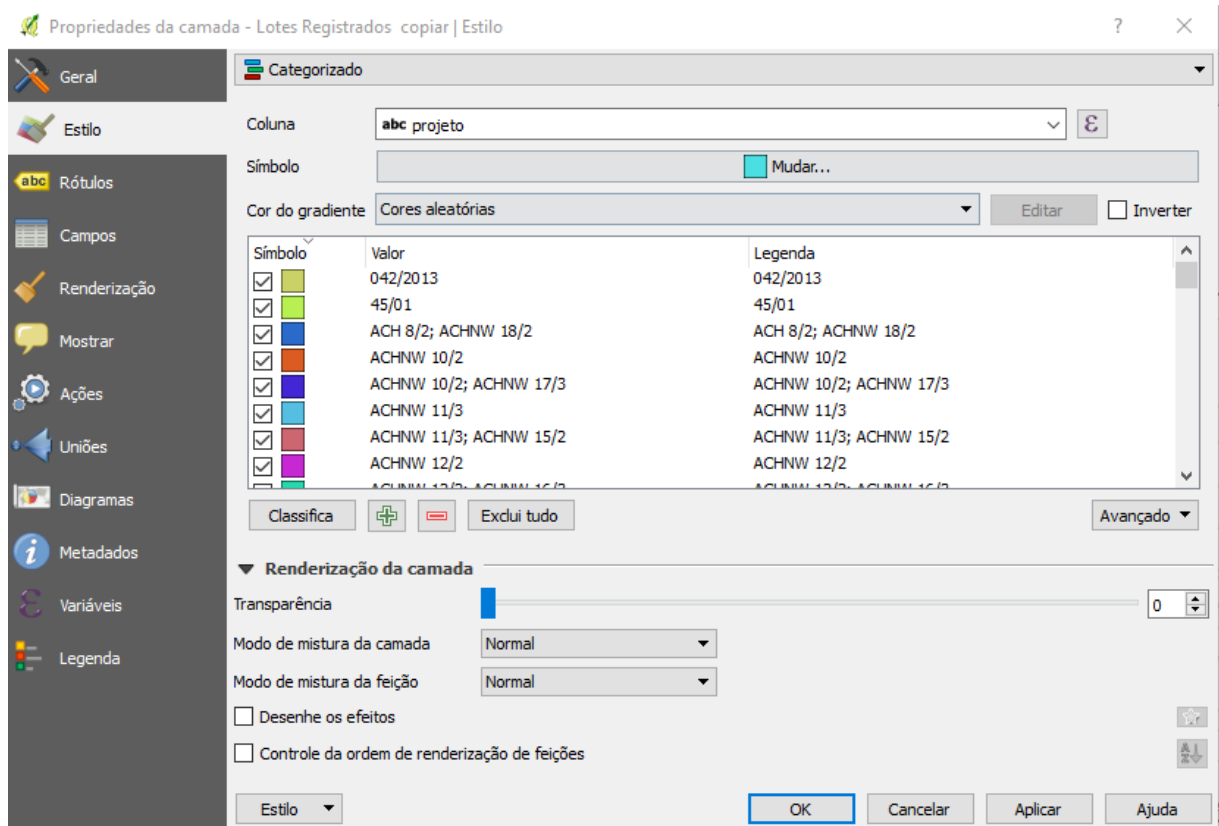 Propriedades da camada - Lotes Registrados copiar | Estilo ?
Geral
Estilo
abc Rótulos
Campos
Renderização
Mostrar
Ações
Uniões
Diagramas
Metadados
Variáveis
Legenda
Categorizado
Coluna abc projeto ε
Símbolo Mudar...
Cor do gradiente Cores aleatórias Editar Inverter
Símbolo Valor Legenda
042/2013 042/2013
45/01 45/01
ACH 8/2; ACHNW 18/2 ACH 8/2; ACHNW 18/2
ACHNW 10/2 ACHNW 10/2
ACHNW 10/2; ACHNW 17/3 ACHNW 10/2; ACHNW 17/3
ACHNW 11/3 ACHNW 11/3
ACHNW 11/3; ACHNW 15/2 ACHNW 11/3; ACHNW 15/2
ACHNW 12/2 ACHNW 12/2
Classifica Exclui tudo Avançado
Renderização da camada
Transparência 0
Modo de mistura da camada Normal
Modo de mistura da feição Normal
Desenhe os efeitos
Controle da ordem de renderização de feições
Estilo OK Cancelar Aplicar Ajuda